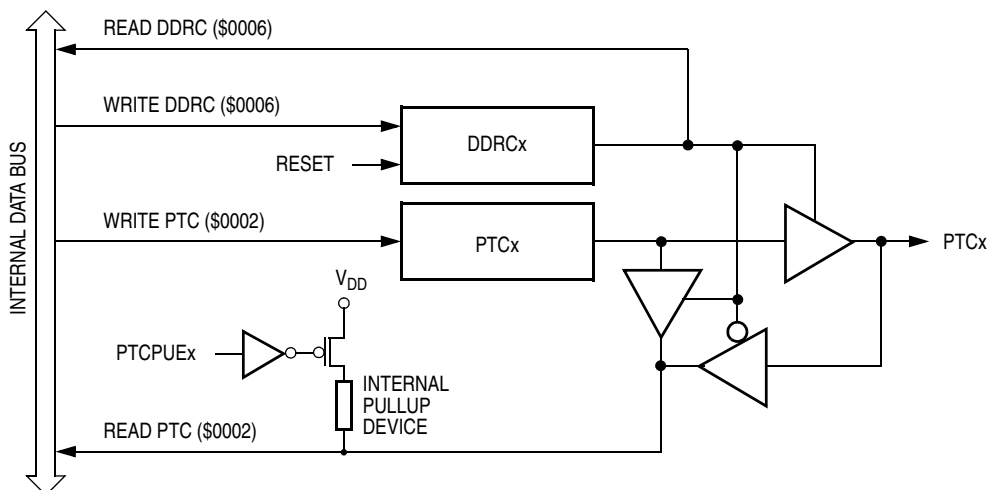 READ DDRC ($0006)
WRITE DDRC ($0006)
DDRCx
RESET
INTERNAL DATA BUS
WRITE PTC ($0002)
PTCx
PTCx
VDD
PTCPUEx
INTERNAL
PULLUP
DEVICE
READ PTC ($0002)